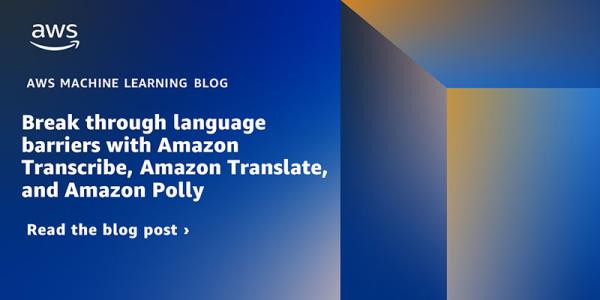 aws
AWS MACHINE LEARNING BLOG
Break through language
barriers with Amazon
Transcribe, Amazon Translate,
and Amazon Polly
Read the blog post ›